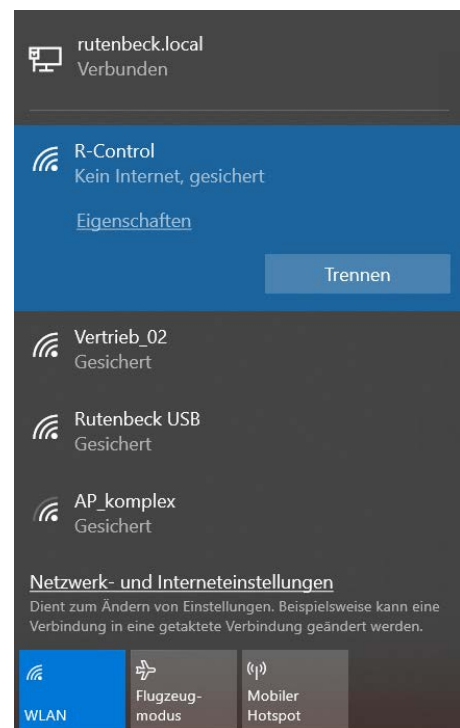 rutenbeck.local
Verbunden
R-Control
Kein Internet, gesichert
Eigenschaften
Trennen
Vertrieb_02
Gesichert
Rutenbeck USB
Gesichert
AP_komplex
Gesichert
Netzwerk- und Interneteinstellungen
Dient zum Ändern von Einstellungen. Beispielsweise kann eine
Verbindung in eine getaktete Verbindung geändert werden.
WLAN
Flugzeug-
modus
Mobiler
Hotspot